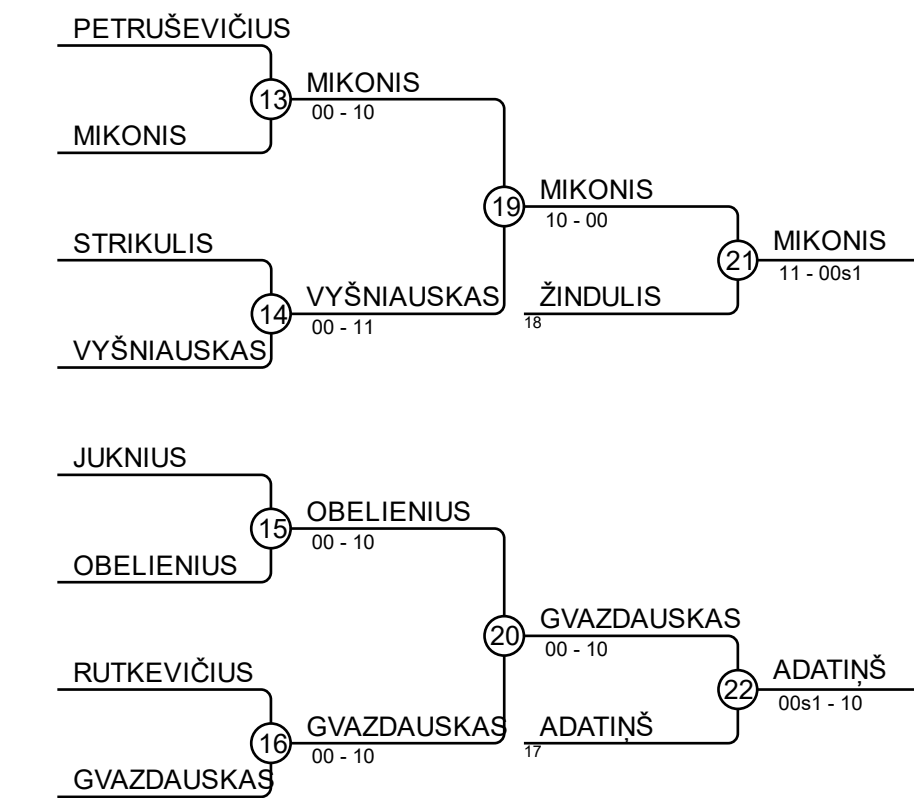 PETRUŠEVIČIUS
13
MIKONIS
00 - 10
MIKONIS
19
MIKONIS
10 - 00
STRIKULIS
21
MIKONIS
11 - 00s1
14
VYŠNIAUSKAS
00 - 11
ŽINDULIS
18
VYŠNIAUSKAS
JUKNIUS
15
OBELIENIUS
00 - 10
OBELIENIUS
20
GVAZDAUSKAS
00 - 10
RUTKEVIČIUS
22
ADATIŅŠ
00s1 - 10
16
GVAZDAUSKAS
00 - 10
ADATIŅŠ
17
GVAZDAUSKAS